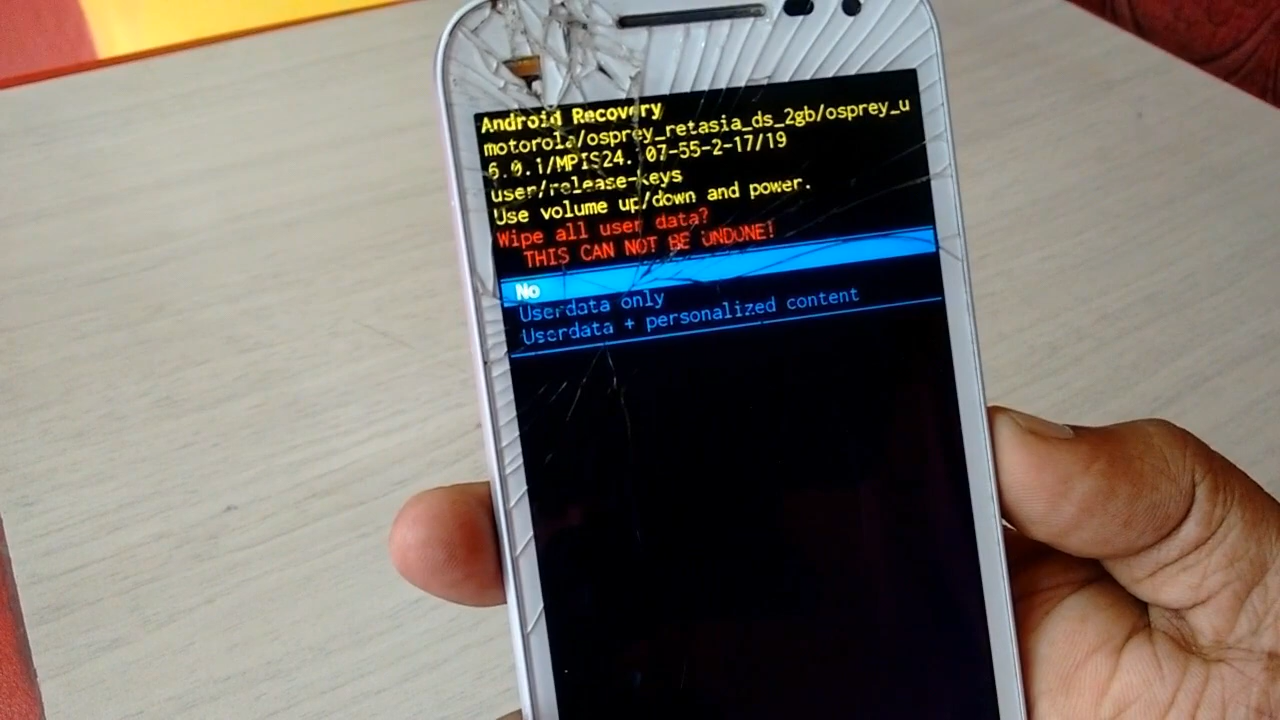 Android Recovery
motorola/osprey_retasia_ds_2gb/osprey_u
6.0.1/MPIS24.107-55-2-17/19
user/release-keys
Use volume up/down and power.
Wipe all user data?
THIS CAN NOT BE UNDONE!
No
Userdata only
Userdata + personalized content